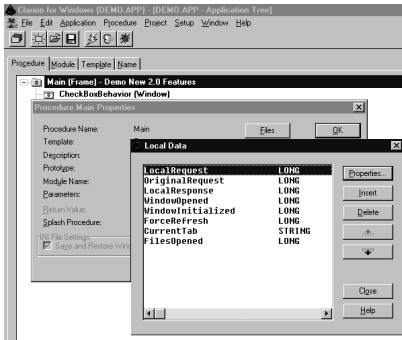 Clarion for Windows [DEMO.APP] - [DEMO.APP - Application Tree]
File Edit Application Procedure Project Setup Window Help
Procedure Module Template Name
Main (Frame) - Demo New 2.0 Features
CheckBoxBehavior (Window)
Procedure Main Properties
Procedure Name: Main Files OK
Template:
Description:
Prototype:
Module Name:
Parameters:
Return Value:
Splash Procedure:
INI File Settings
Save and Restore Wind
Local Data
LocalRequest LONG
OriginalRequest LONG
LocalResponse LONG
WindowOpened LONG
WindowInitialized LONG
ForceRefresh LONG
CurrentTab STRING
FilesOpened LONG
Properties...
Insert
Delete
Close
Help